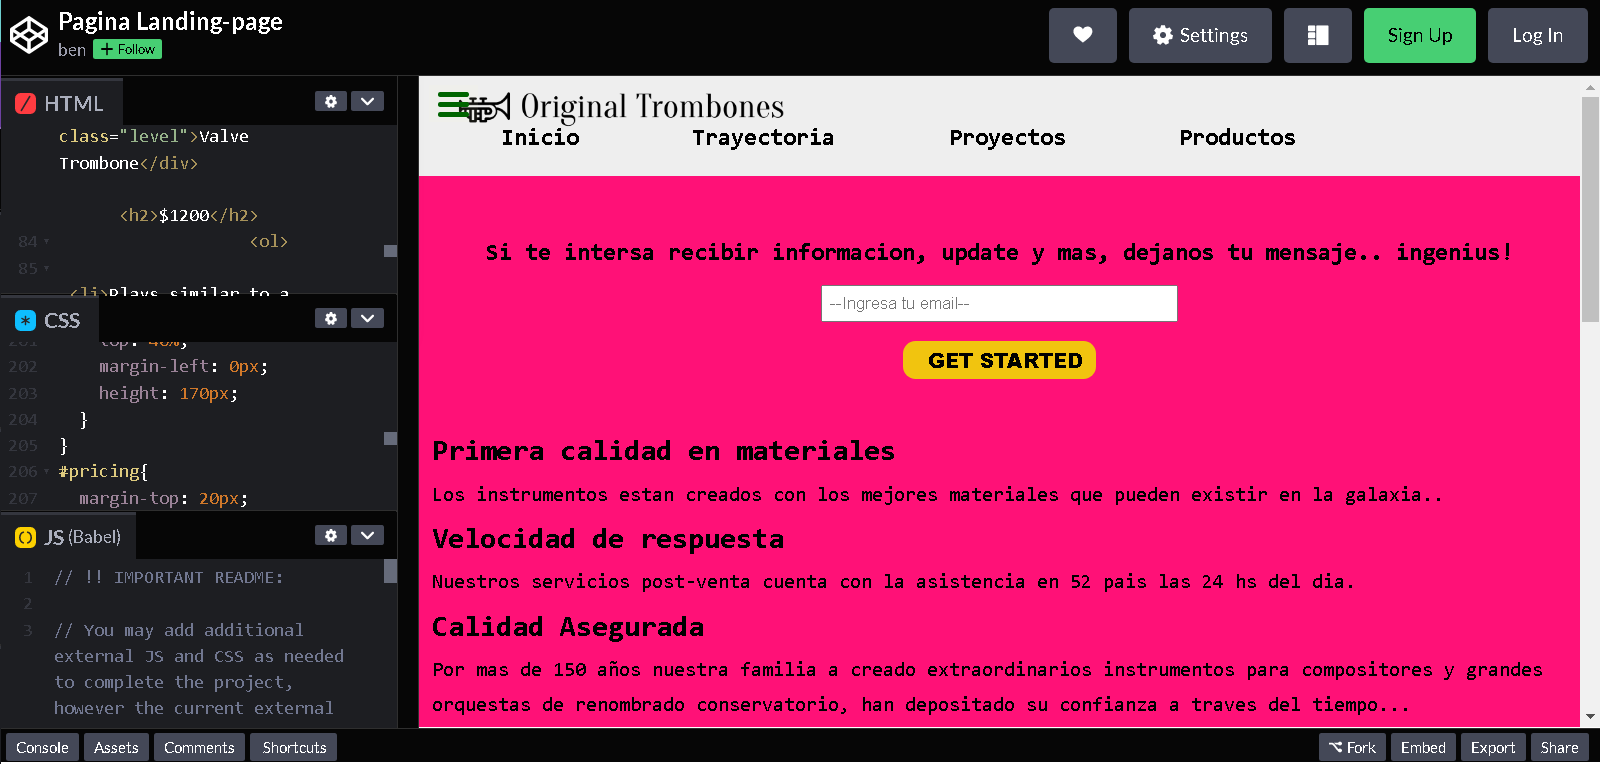 Pagina Landing-page
ben + Follow
Settings
Sign Up
Log In
HTML
class="level">Valve
Trombone</div>
<h2>$1200</h2>
84 <ol>
85
<li>Plays similar to a
CSS
201 top: 40%;
202 margin-left: 0px;
203 height: 170px;
204 }
205 }
206 #pricing{
207 margin-top: 20px;
JS (Babel)
1 // !! IMPORTANT README:
2
3 // You may add additional
external JS and CSS as needed
to complete the project,
however the current external
Original Trombones
Inicio Trayectoria Proyectos Productos
Si te intersa recibir informacion, update y mas, dejanos tu mensaje.. ingenius!
--Ingresa tu email--
GET STARTED
Primera calidad en materiales
Los instrumentos estan creados con los mejores materiales que pueden existir en la galaxia..
Velocidad de respuesta
Nuestros servicios post-venta cuenta con la asistencia en 52 pais las 24 hs del dia.
Calidad Asegurada
Por mas de 150 años nuestra familia a creado extraordinarios instrumentos para compositores y grandes
orquestas de renombrado conservatorio, han depositado su confianza a traves del tiempo...
Console Assets Comments Shortcuts
Fork Embed Export Share